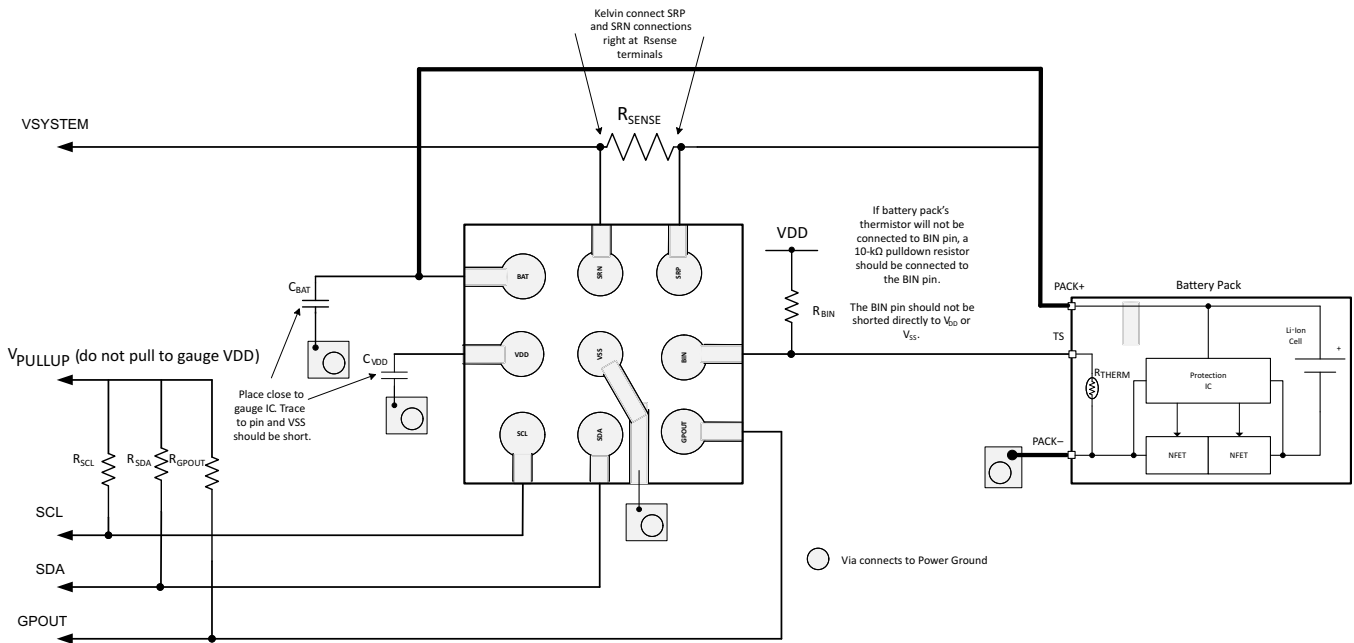 Kelvin connect SRP
and SRN connections
right at Rsense
terminals
RSENSE
VSYSTEM
If battery pack's
thermistor will not be
connected to BIN pin, a
10-kΩ pulldown resistor
should be connected to
the BIN pin.
The BIN pin should not be
shorted directly to VDD or
VSS.
VDD
RBIN
BAT
SRN
SRP
VDD
VSS
BIN
SCL
SDA
GPOUT
CBAT
CVDD
VPULLUP (do not pull to gauge VDD)
Place close to
gauge IC. Trace
to pin and VSS
should be short.
RSCL
RSDA
RGPOUT
SCL
SDA
GPOUT
PACK+
Battery Pack
TS
Li-Ion
Cell
+
RTHERM
Protection
IC
PACK–
NFET
NFET
Via connects to Power Ground